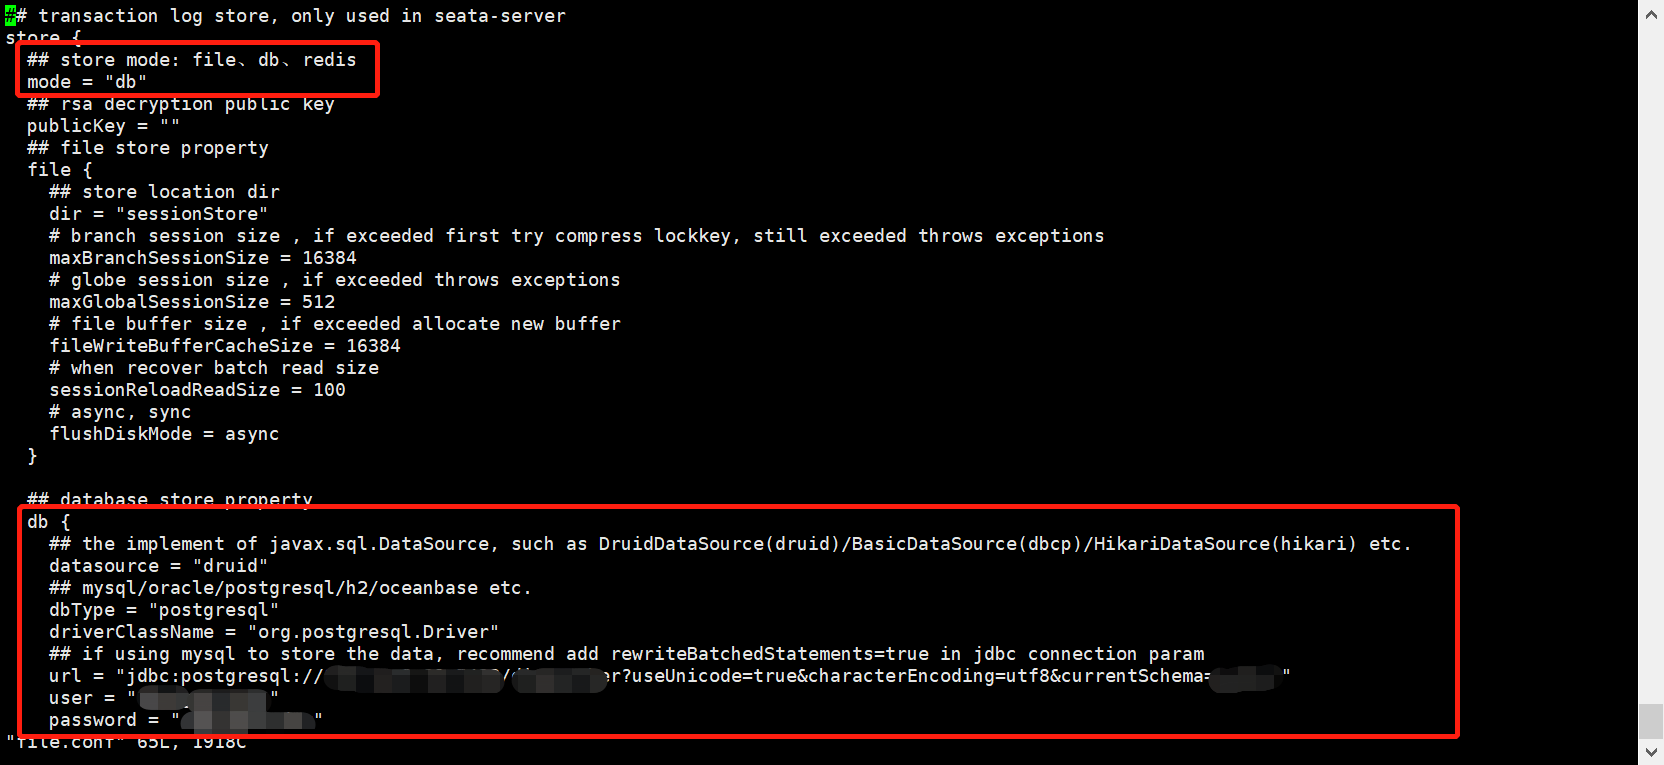 ## transaction log store, only used in seata-server
store {
## store mode: file、db、redis
mode = "db"
## rsa decryption public key
publicKey = ""
## file store property
file {
## store location dir
dir = "sessionStore"
# branch session size , if exceeded first try compress lockkey, still exceeded throws exceptions
maxBranchSessionSize = 16384
# globe session size , if exceeded throws exceptions
maxGlobalSessionSize = 512
# file buffer size , if exceeded allocate new buffer
fileWriteBufferCacheSize = 16384
# when recover batch read size
sessionReloadReadSize = 100
# async, sync
flushDiskMode = async
}
## database store property
db {
## the implement of javax.sql.DataSource, such as DruidDataSource(druid)/BasicDataSource(dbcp)/HikariDataSource(hikari) etc.
datasource = "druid"
## mysql/oracle/postgresql/h2/oceanbase etc.
dbType = "postgresql"
driverClassName = "org.postgresql.Driver"
## if using mysql to store the data, recommend add rewriteBatchedStatements=true in jdbc connection param
url = "jdbc:postgresql:// er?useUnicode=true&characterEncoding=utf8&currentSchema= "
user = " "
password = " "
"file.conf" 65L, 1918C